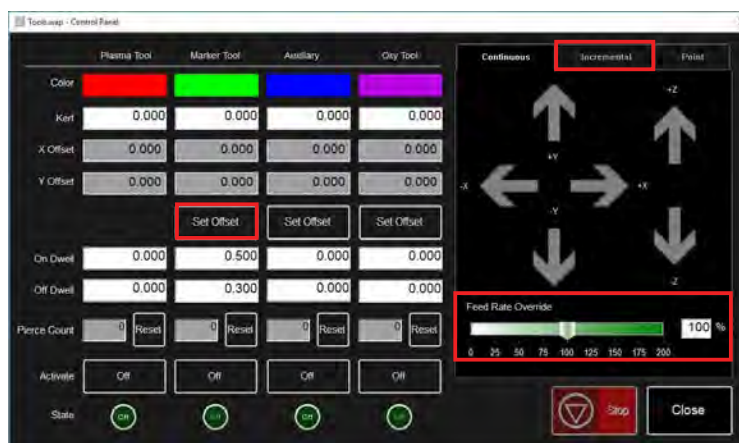 Tools.wap - Control Panel
Plasma Tool Marker Tool Auxiliary Oxy Tool
Color
Kerf 0.000 0.000 0.000 0.000
X Offset 0.000 0.000 0.000 0.000
Y Offset 0.000 0.000 0.000 0.000
Set Offset Set Offset Set Offset
On Dwell 0.000 0.500 0.000 0.000
Off Dwell 0.000 0.300 0.000 0.000
Pierce Count 0 Reset 0 Reset 0 Reset 0 Reset
Activate Off Off Off Off
State Off Off Off Off
Continuous Incremental Point
+Z
+Y
-X +X
-Y
-Z
Feed Rate Override
100 %
0 25 50 75 100 125 150 175 200
Stop Close